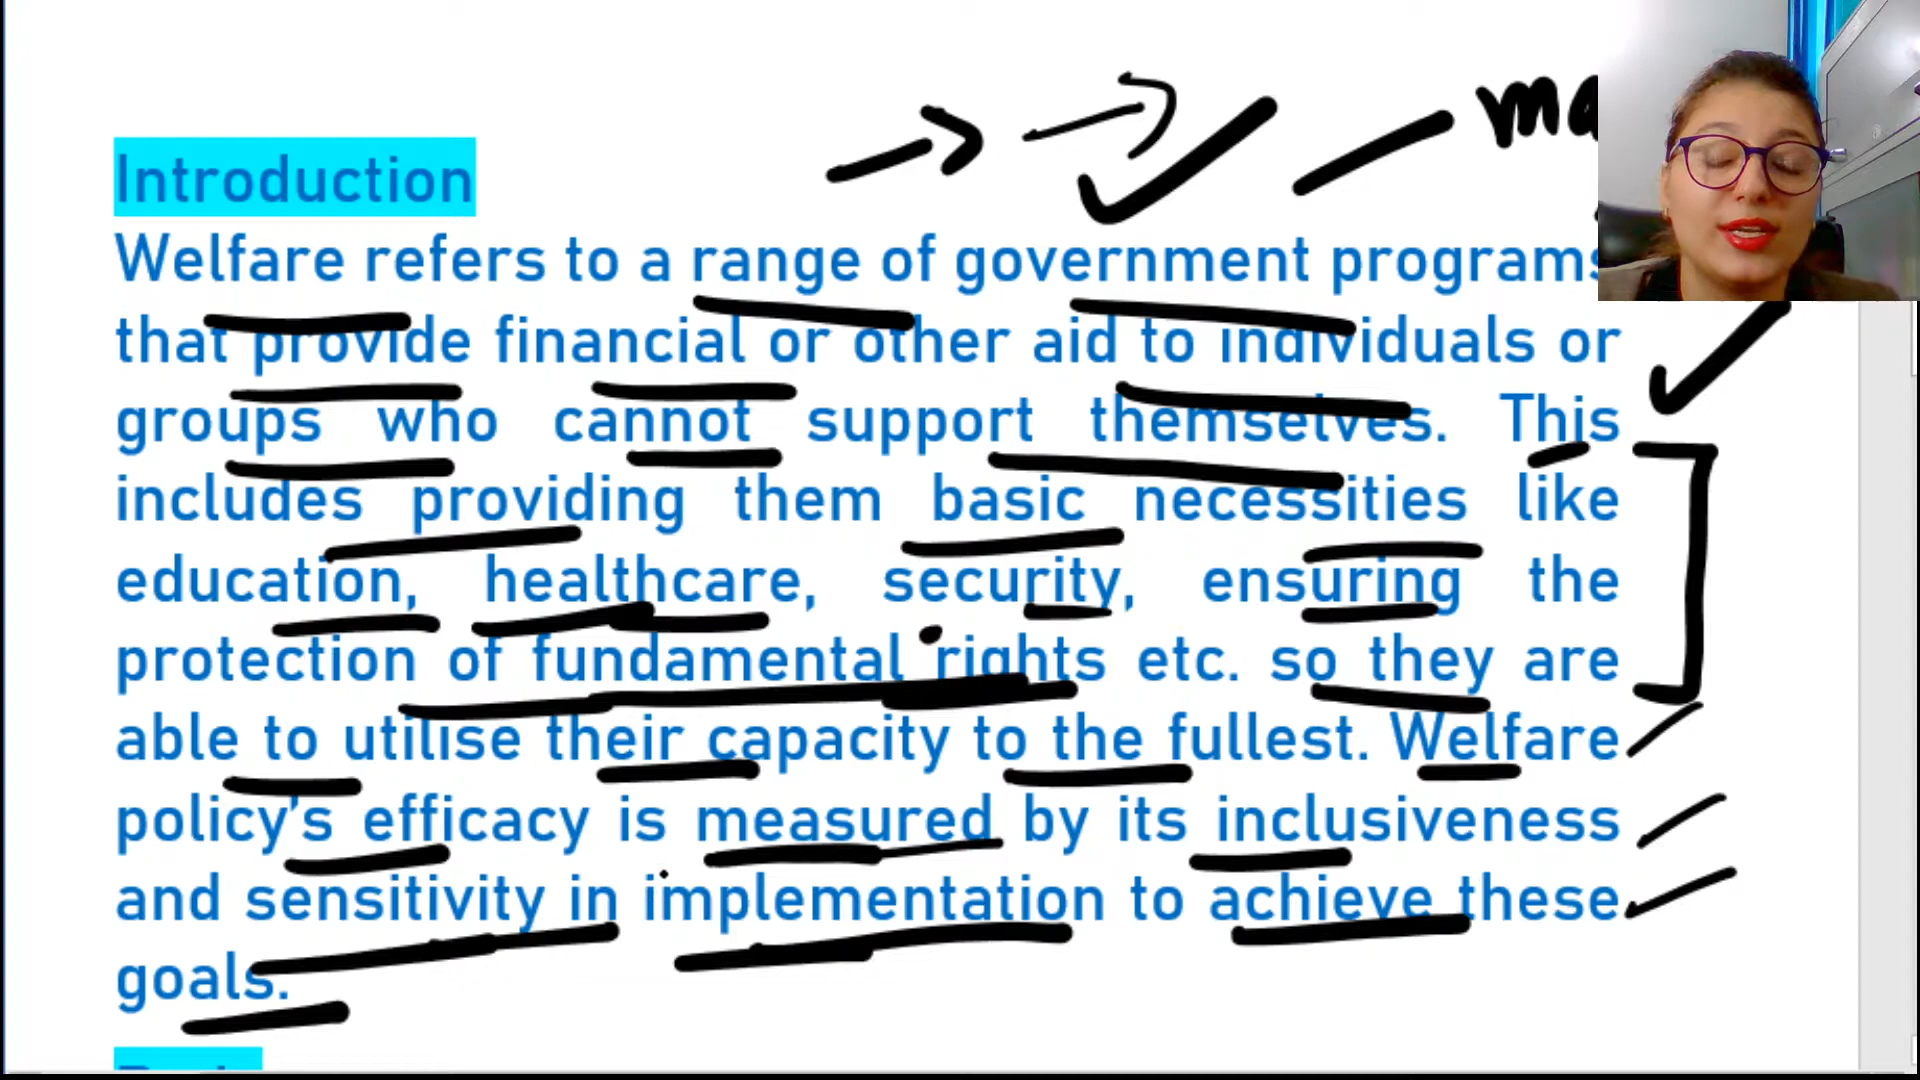 Introduction
Welfare refers to a range of government programs
that provide financial or other aid to individuals or
groups who cannot support themselves. This
includes providing them basic necessities like
education, healthcare, security, ensuring the
protection of fundamental rights etc. so they are
able to utilise their capacity to the fullest. Welfare
policy's efficacy is measured by its inclusiveness
and sensitivity in implementation to achieve these
goals.